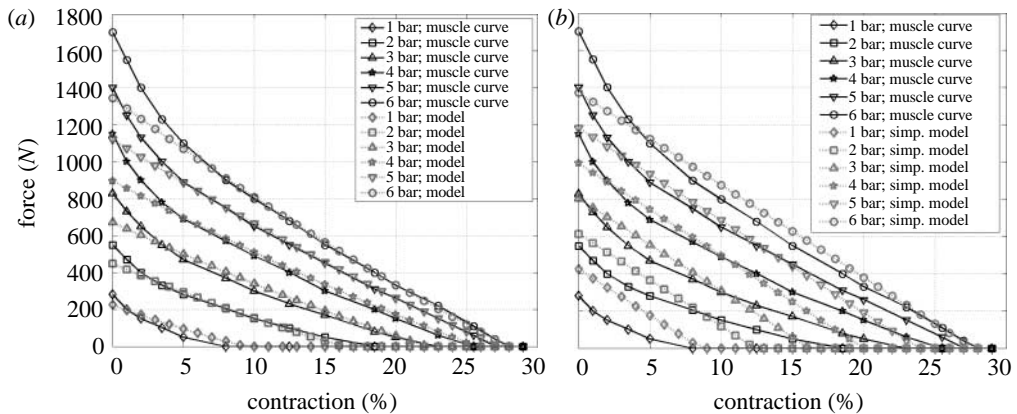 (a)
1800
1600
1400
1200
1000
800
600
400
200
0
force (N)
0 5 10 15 20 25 30
contraction (%)
1 bar; muscle curve
2 bar; muscle curve
3 bar; muscle curve
4 bar; muscle curve
5 bar; muscle curve
6 bar; muscle curve
1 bar; model
2 bar; model
3 bar; model
4 bar; model
5 bar; model
6 bar; model
(b)
0 5 10 15 20 25 30
contraction (%)
1 bar; muscle curve
2 bar; muscle curve
3 bar; muscle curve
4 bar; muscle curve
5 bar; muscle curve
6 bar; muscle curve
1 bar; simp. model
2 bar; simp. model
3 bar; simp. model
4 bar; simp. model
5 bar; simp. model
6 bar; simp. model